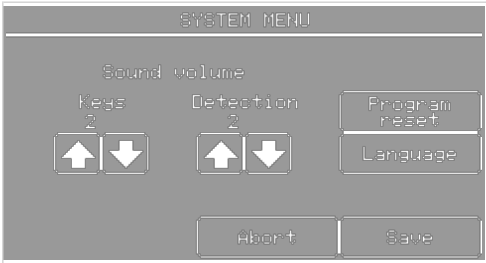 SYSTEM MENU
Sound volume
Keys
2
Detection
2
Program
reset
Language
Abort
Save